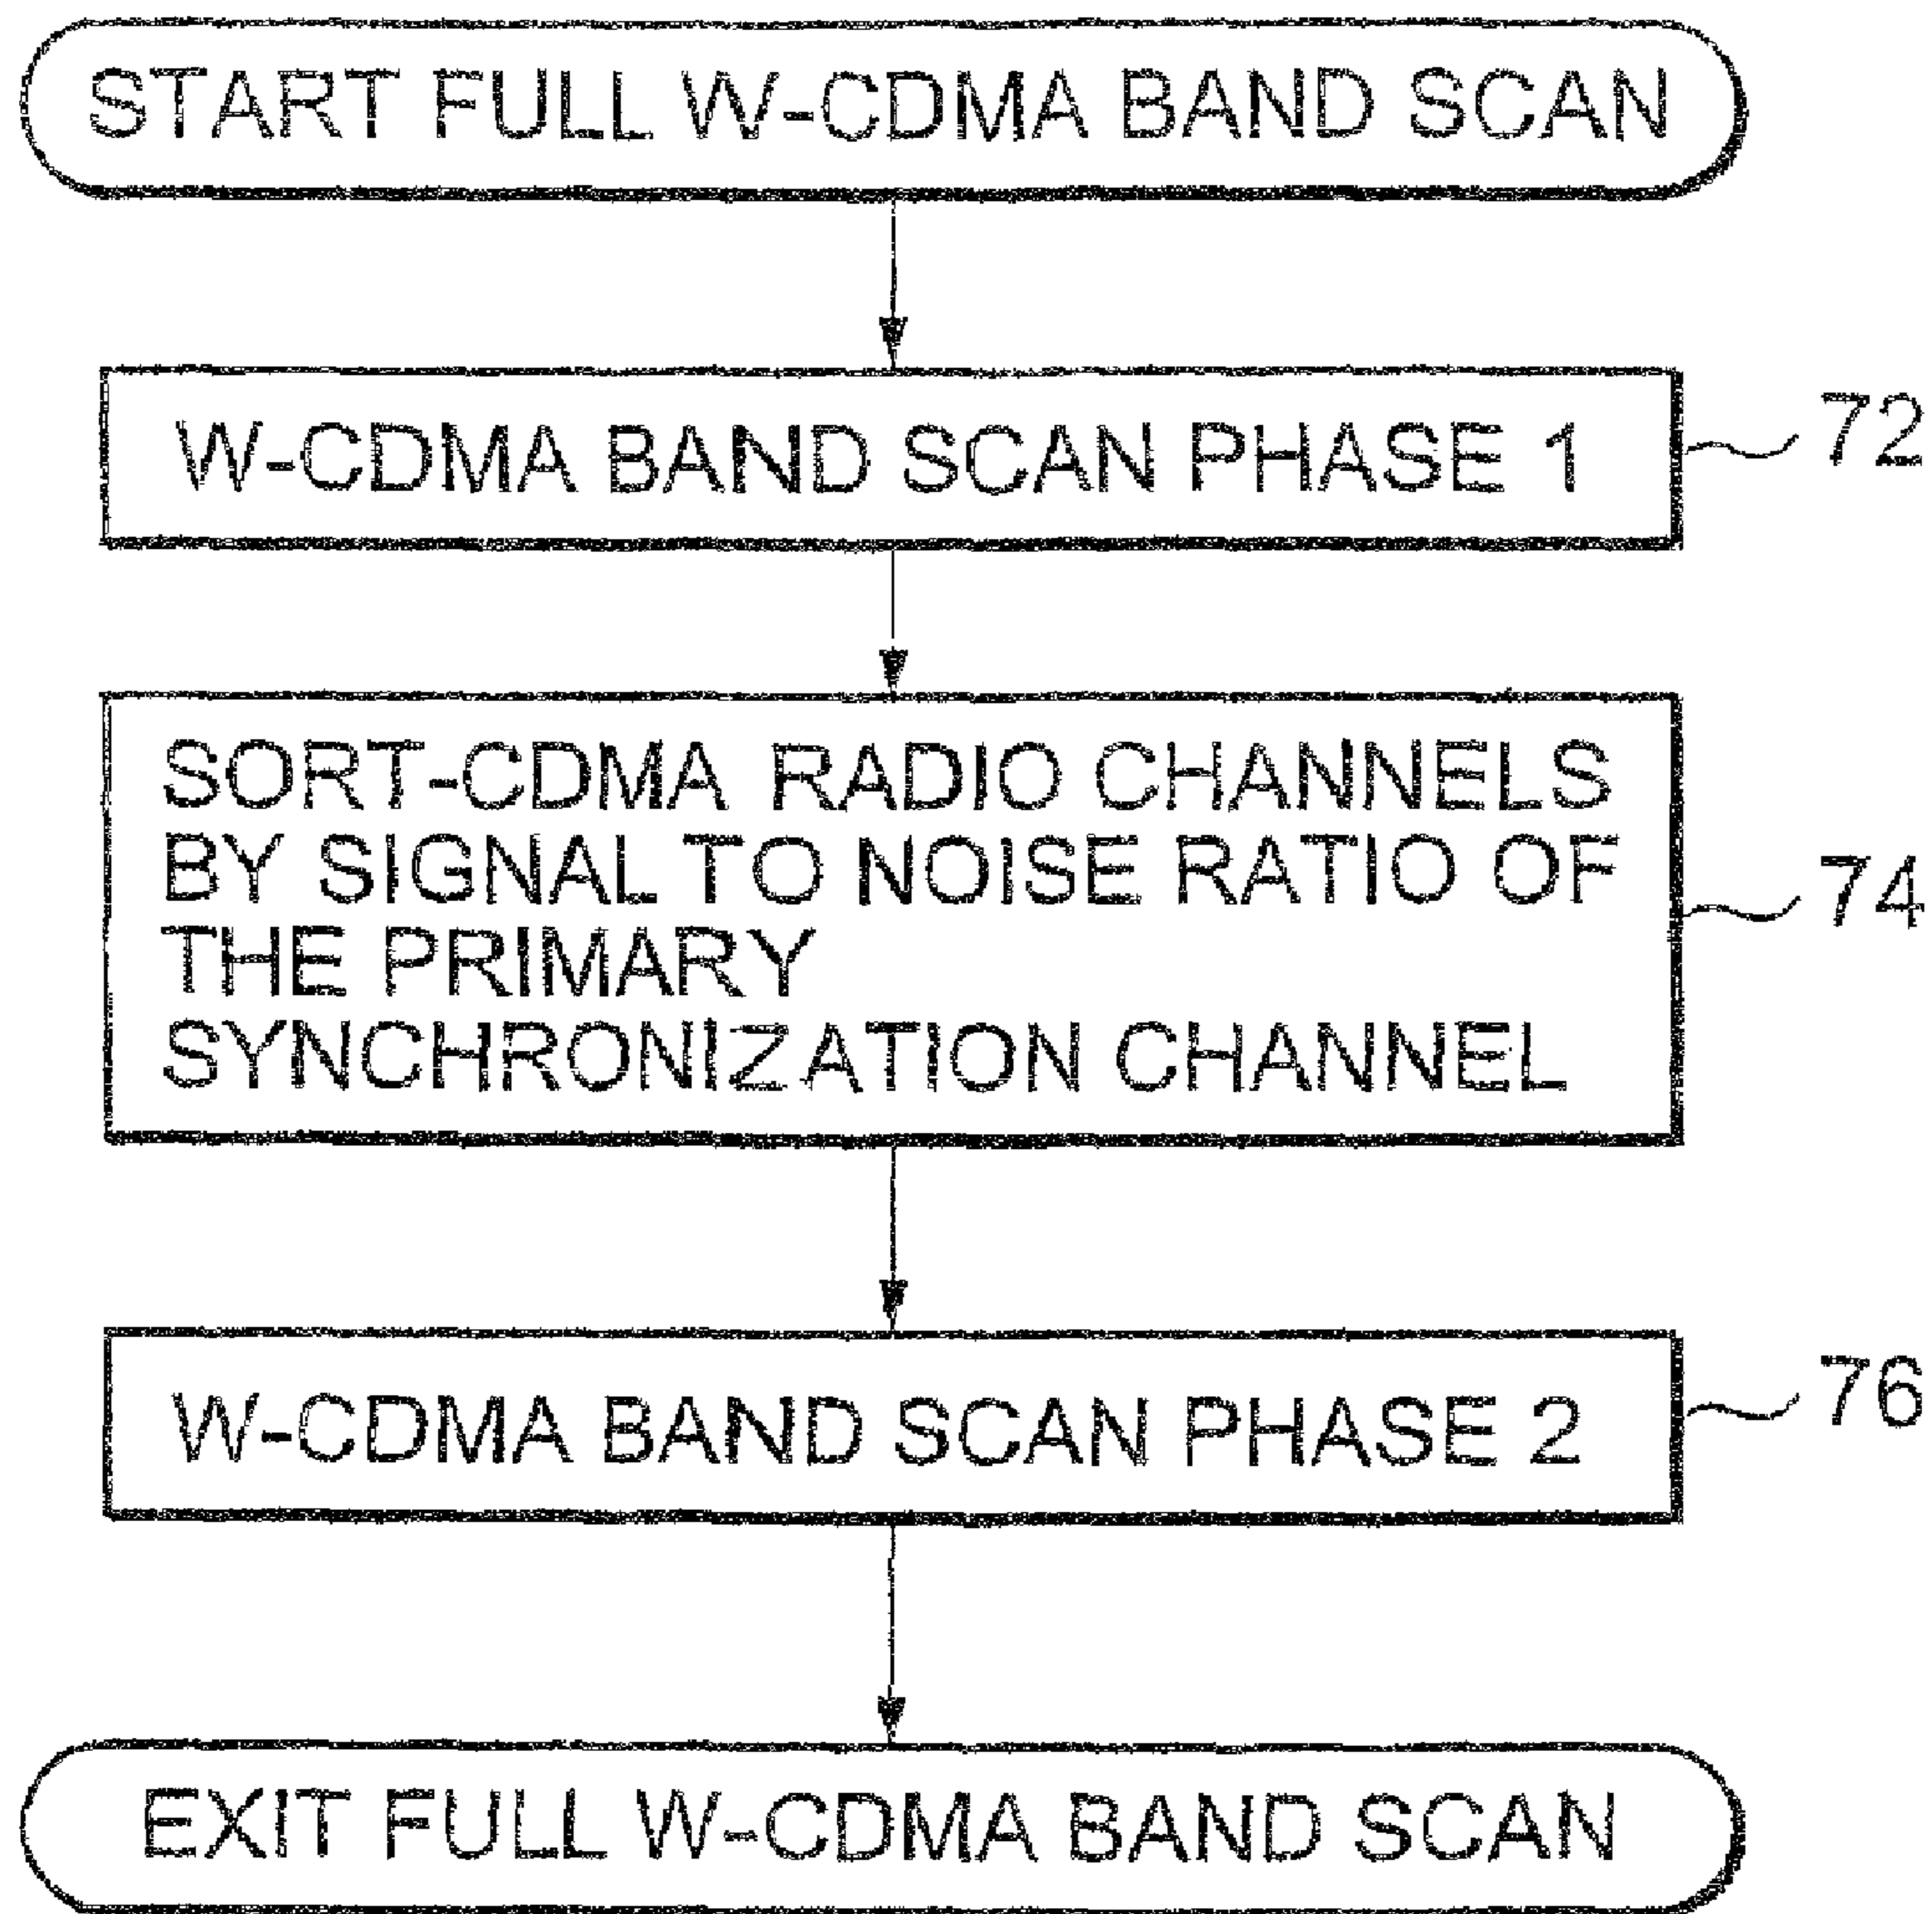 START FULL W-CDMA BAND SCAN
W-CDMA BAND SCAN PHASE 1
72
SORT-CDMA RADIO CHANNELS
BY SIGNAL TO NOISE RATIO OF
THE PRIMARY
SYNCHRONIZATION CHANNEL
74
W-CDMA BAND SCAN PHASE 2
76
EXIT FULL W-CDMA BAND SCAN